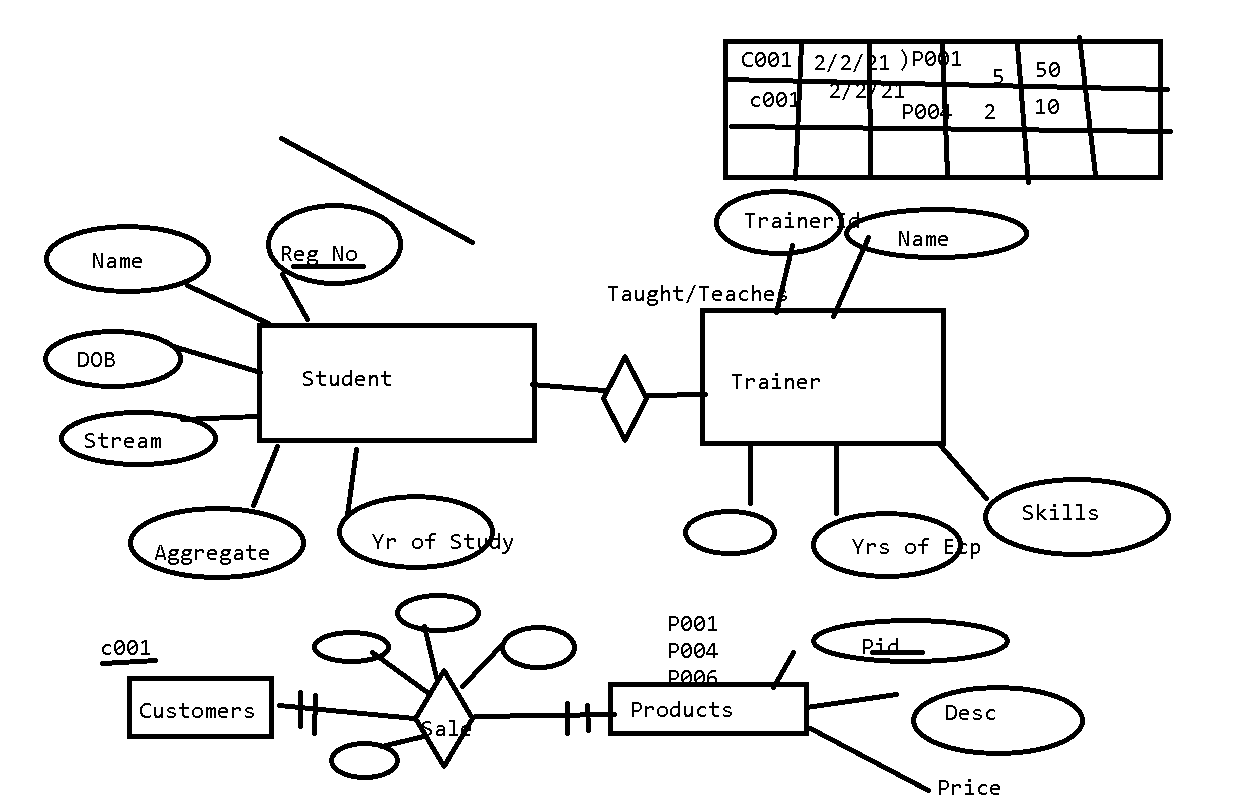 C001 2/2/21 )P001 5 50
c001 2/2/21 P004 2 10
TrainerId
Name
Reg No
Name
Taught/Teaches
DOB
Student
Trainer
Stream
Aggregate
Yr of Study
Yrs of Ecp
Skills
c001
P001
P004
P006
Pid
Customers
Sale
Products
Desc
Price